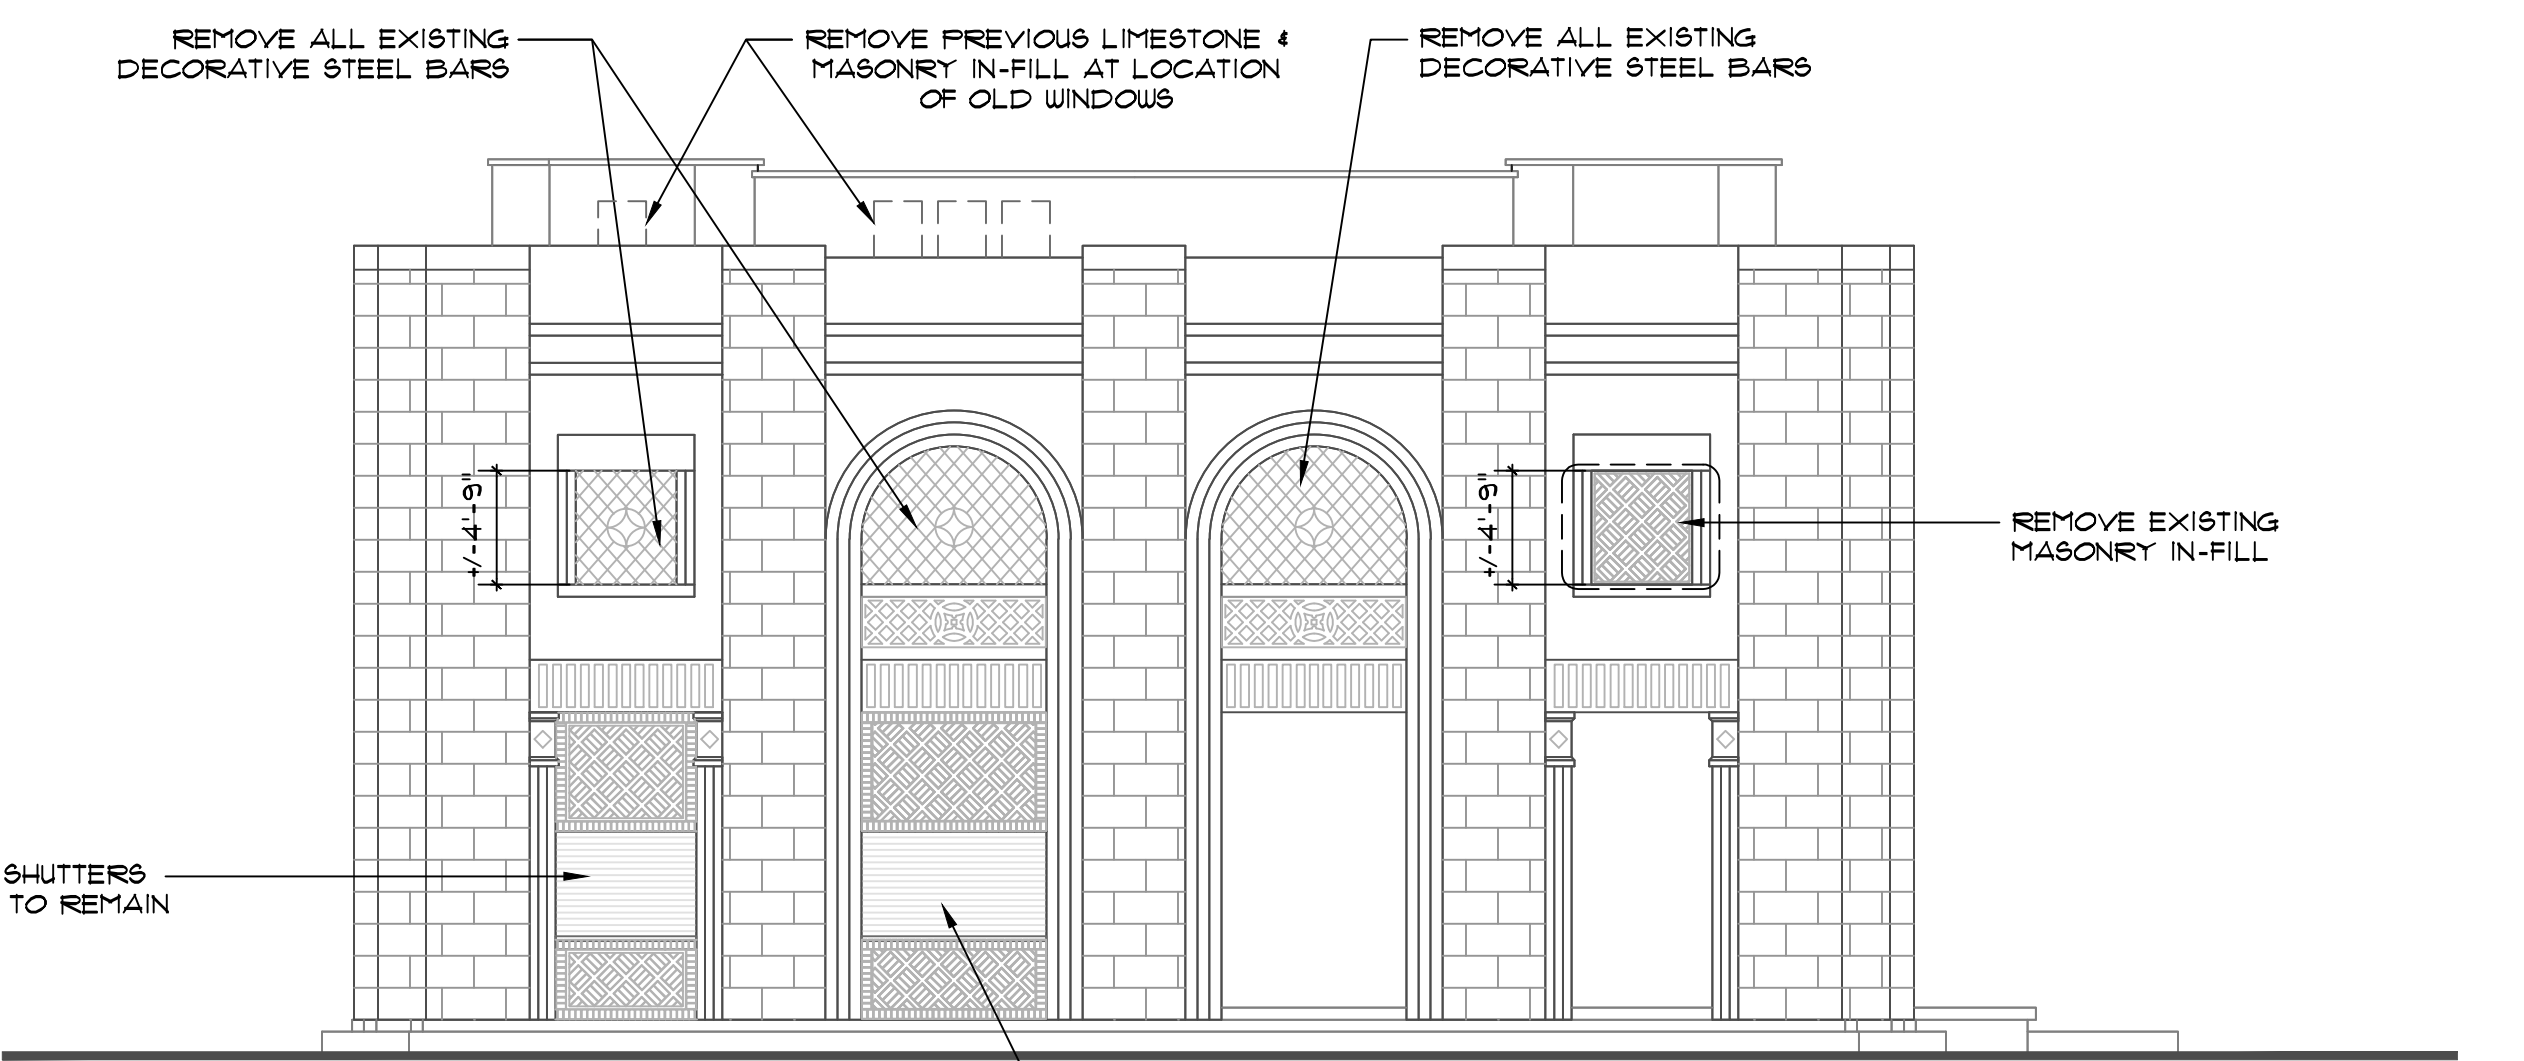 REMOVE ALL EXISTING
DECORATIVE STEEL BARS
REMOVE PREVIOUS LIMESTONE &
MASONRY IN-FILL AT LOCATION
OF OLD WINDOWS
REMOVE ALL EXISTING
DECORATIVE STEEL BARS
+/- 4'-9"
+/- 4'-9"
REMOVE EXISTING
MASONRY IN-FILL
SHUTTERS
TO REMAIN